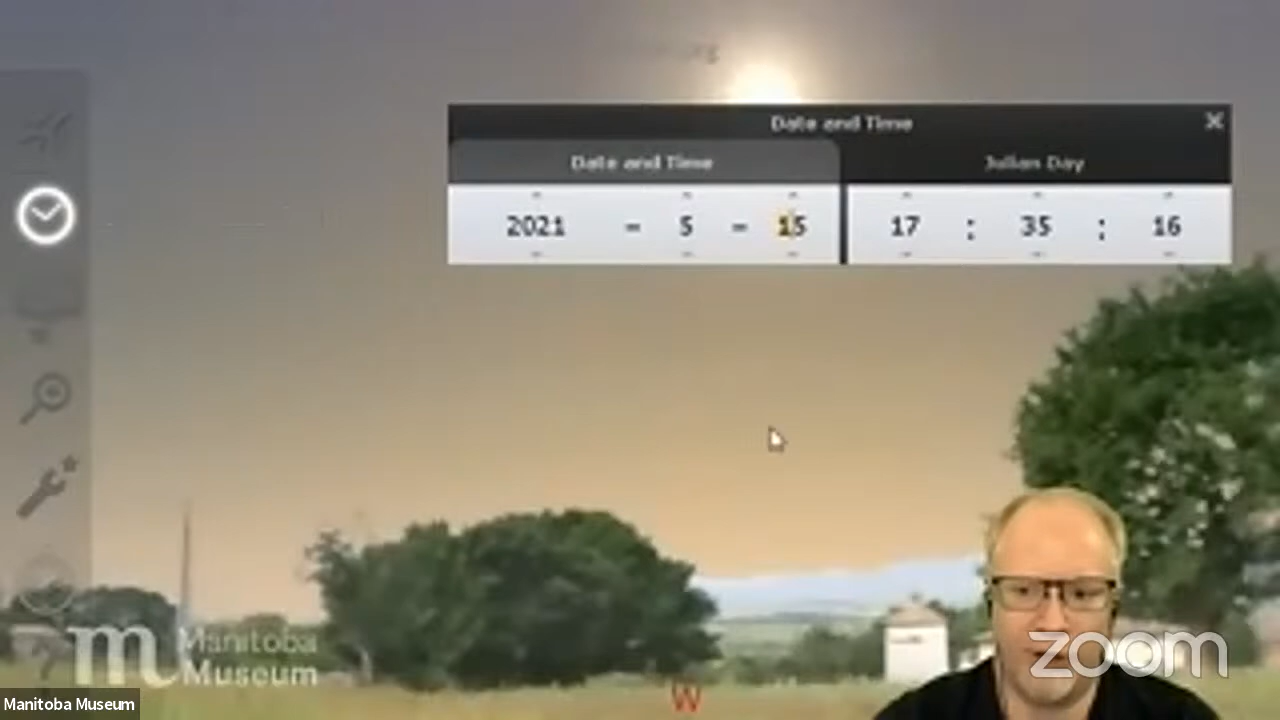 Date and Time
Date and Time
Julian Day
2021 - 5 - 15
17 : 35 : 16
Manitoba
Museum
W
zoom
Manitoba Museum